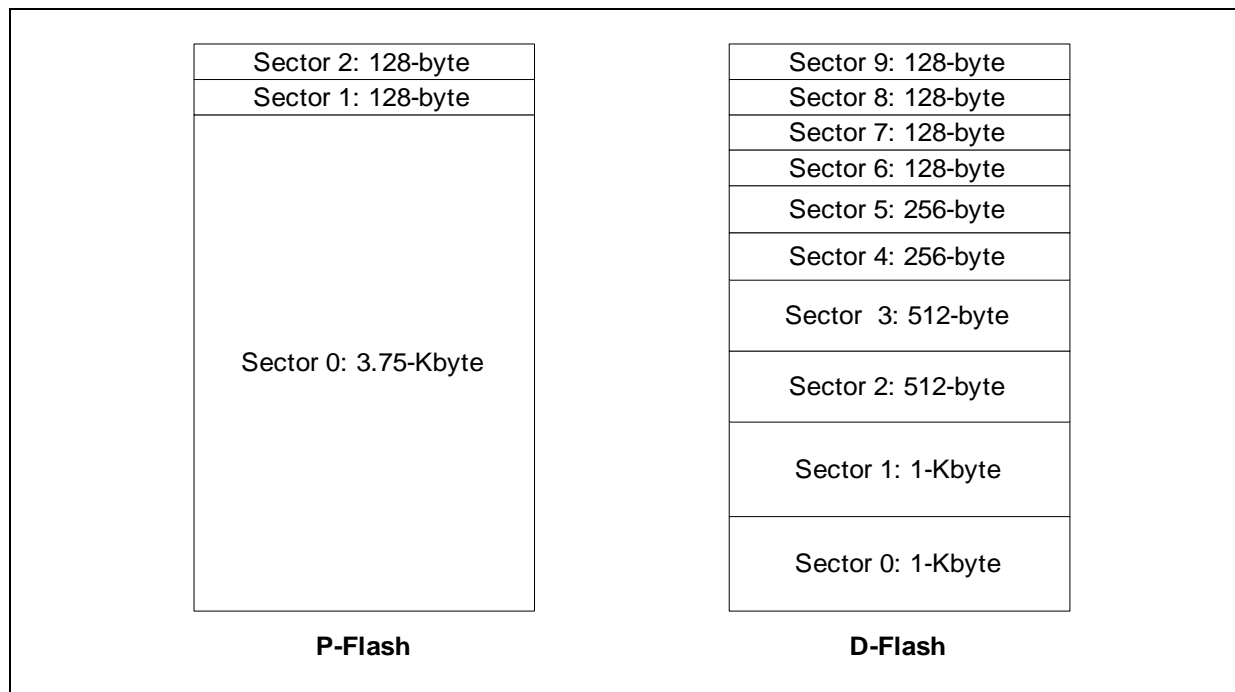 Sector 2: 128-byte
Sector 1: 128-byte
Sector 0: 3.75-Kbyte
P-Flash
Sector 9: 128-byte
Sector 8: 128-byte
Sector 7: 128-byte
Sector 6: 128-byte
Sector 5: 256-byte
Sector 4: 256-byte
Sector 3: 512-byte
Sector 2: 512-byte
Sector 1: 1-Kbyte
Sector 0: 1-Kbyte
D-Flash